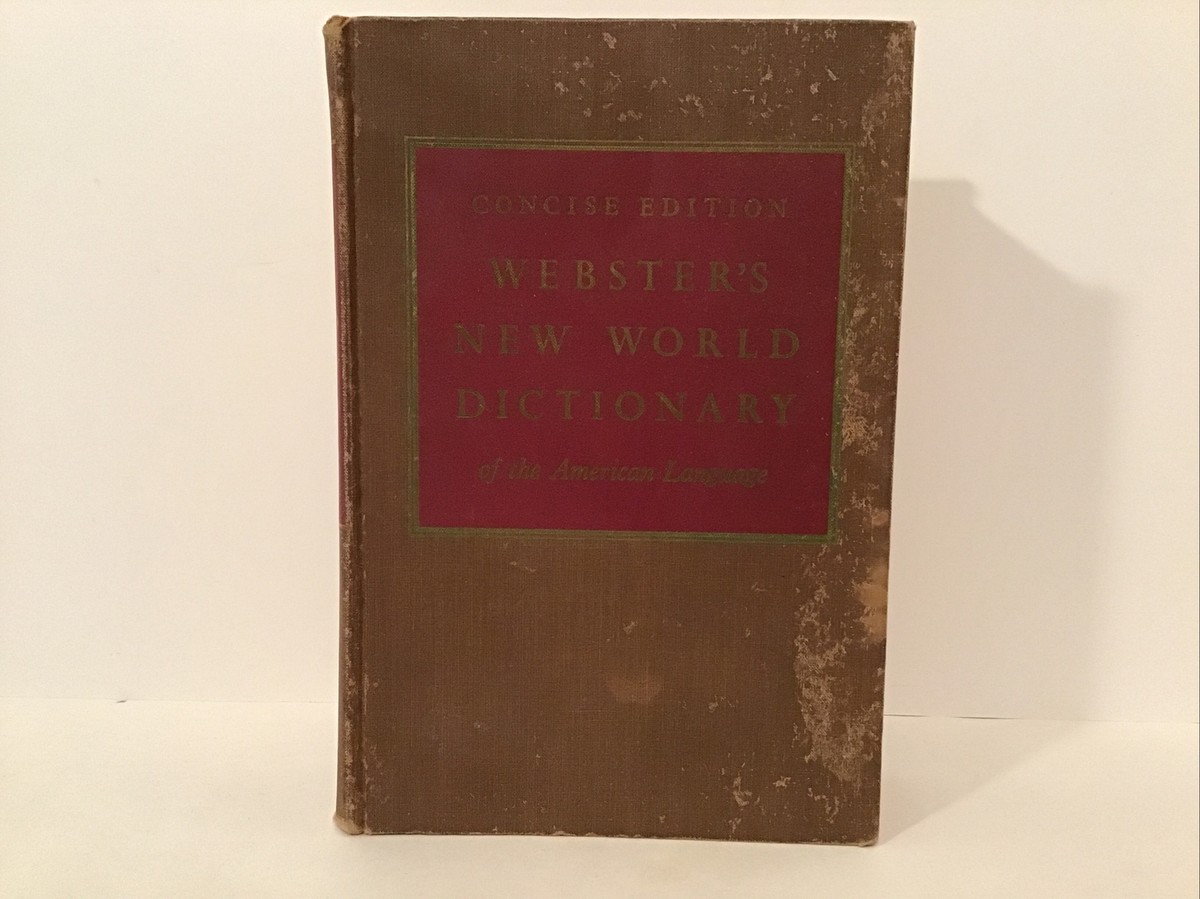 CONCISE EDITION
WEBSTER'S
NEW WORLD
DICTIONARY
of the American Language